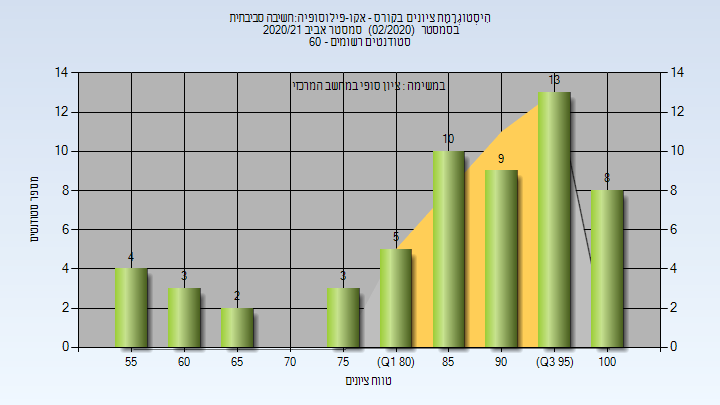 היסטוגרמת ציונים בקורס - אקו-פילוסופיה:חשיבה סביבתית
בסמסטר (02/2020) סמסטר אביב 2020/21
סטודנטים רשומים - 60
במשימה : ציון סופי במחשב המרכזי
14 14
12 12
10 10
8 8
6 6
4 4
2 2
0 0
4 3 2 3 5 10 9 13 8
55 60 65 70 75 (Q1 80) 85 90 (Q3 95) 100
מספר סטודנטים
טווח ציונים